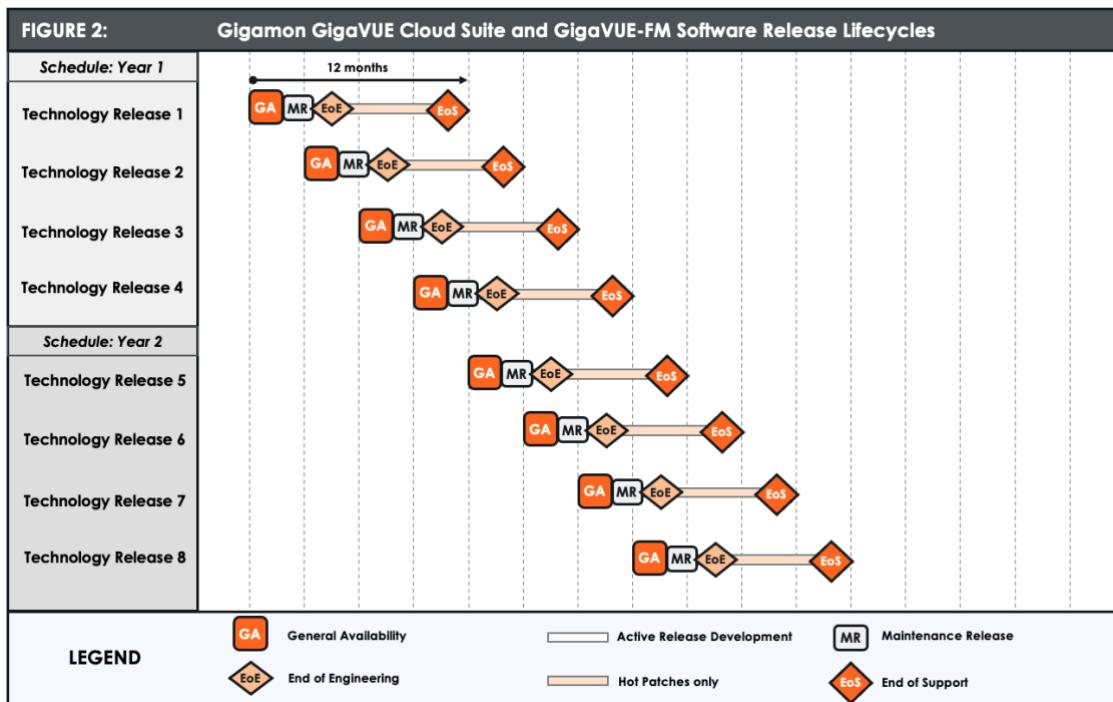 FIGURE 2: Gigamon GigaVUE Cloud Suite and GigaVUE-FM Software Release Lifecycles
Schedule: Year 1
12 months
Technology Release 1 GA MR EoE EoS
Technology Release 2 GA MR EoE EoS
Technology Release 3 GA MR EoE EoS
Technology Release 4 GA MR EoE EoS
Schedule: Year 2
Technology Release 5 GA MR EoE EoS
Technology Release 6 GA MR EoE EoS
Technology Release 7 GA MR EoE EoS
Technology Release 8 GA MR EoE EoS
LEGEND
GA General Availability Active Release Development MR Maintenance Release
EoE End of Engineering Hot Patches only EoS End of Support